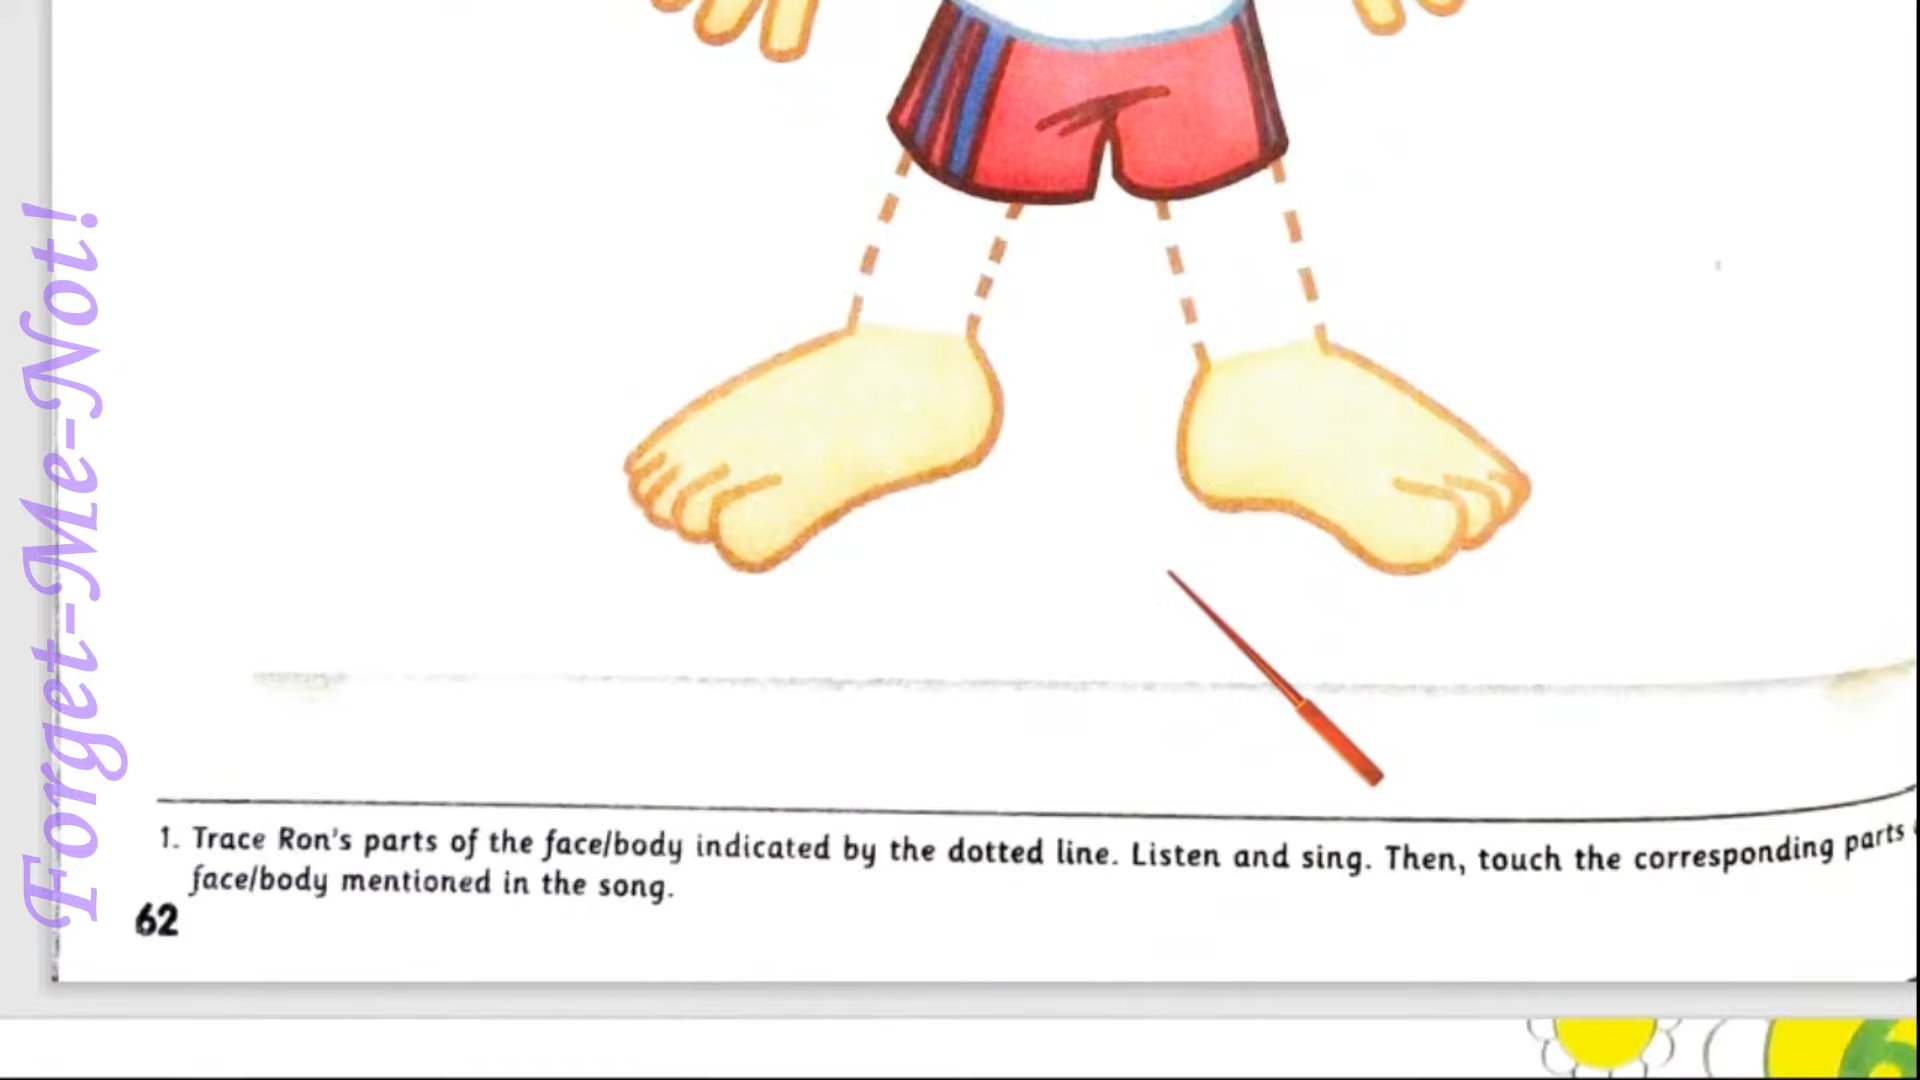 Forget-Me-Not!
1. Trace Ron's parts of the face/body indicated by the dotted line. Listen and sing. Then, touch the corresponding parts
face/body mentioned in the song.
62
6